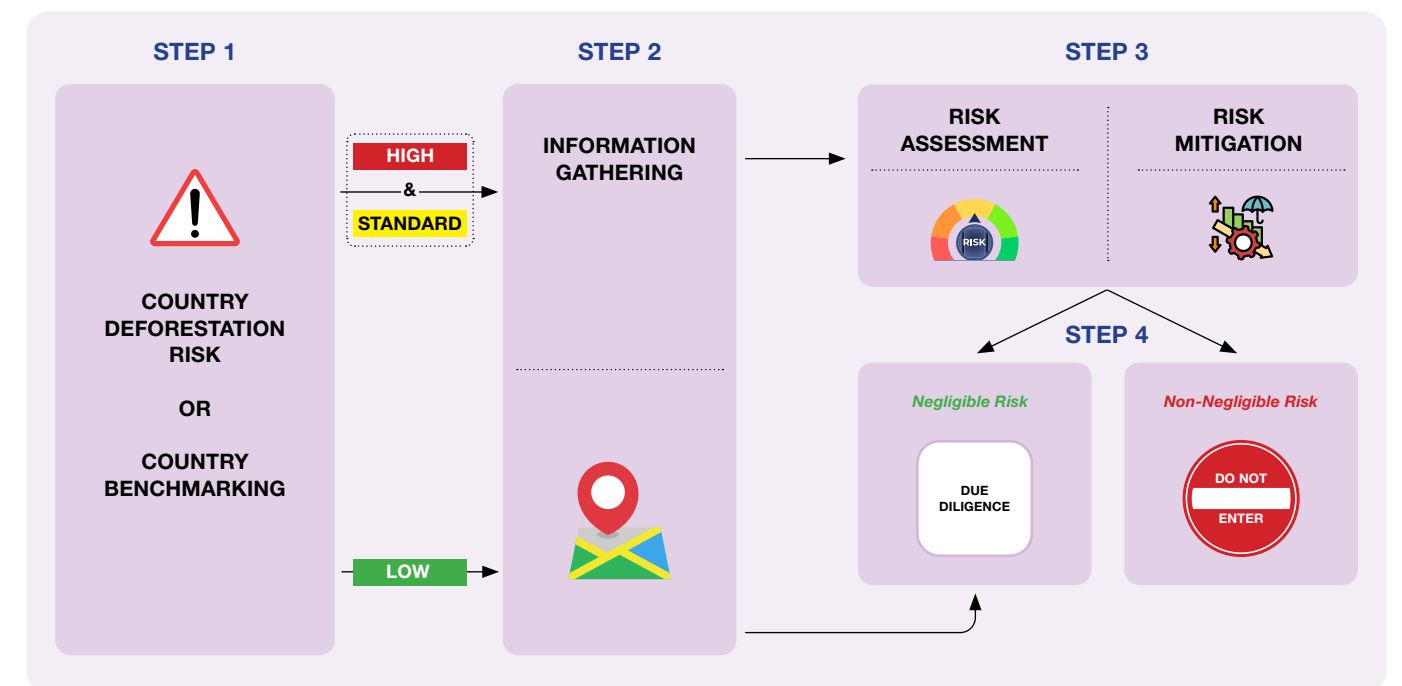 STEP 1
COUNTRY
DEFORESTATION
RISK
OR
COUNTRY
BENCHMARKING
HIGH
&
STANDARD
LOW
STEP 2
INFORMATION
GATHERING
STEP 3
RISK
ASSESSMENT
RISK
RISK
MITIGATION
STEP 4
Negligible Risk
DUE
DILIGENCE
Non-Negligible Risk
DO NOT
ENTER